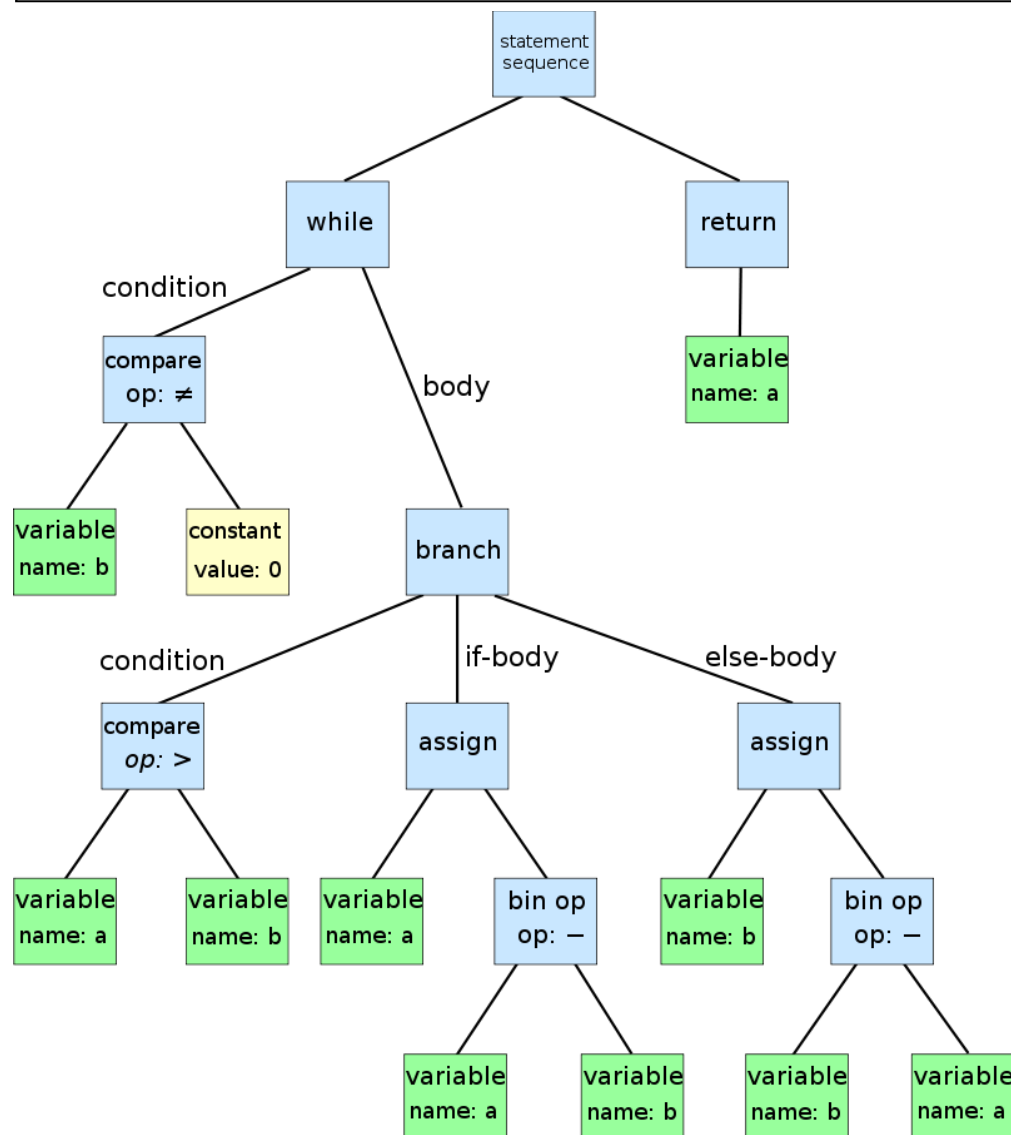 statement
sequence
while
return
condition
compare
op: ≠
body
variable
name: a
variable
name: b
constant
value: 0
branch
condition
if-body
else-body
compare
op: >
assign
assign
variable
name: a
variable
name: b
variable
name: a
bin op
op: −
variable
name: b
bin op
op: −
variable
name: a
variable
name: b
variable
name: b
variable
name: a